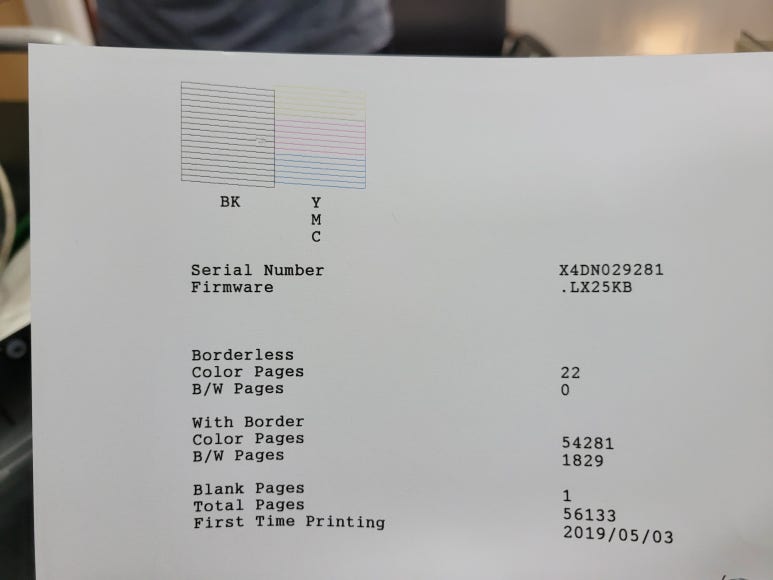 BK Y
M
C
Serial Number X4DN029281
Firmware .LX25KB
Borderless
Color Pages 22
B/W Pages 0
With Border
Color Pages 54281
B/W Pages 1829
Blank Pages 1
Total Pages 56133
First Time Printing 2019/05/03